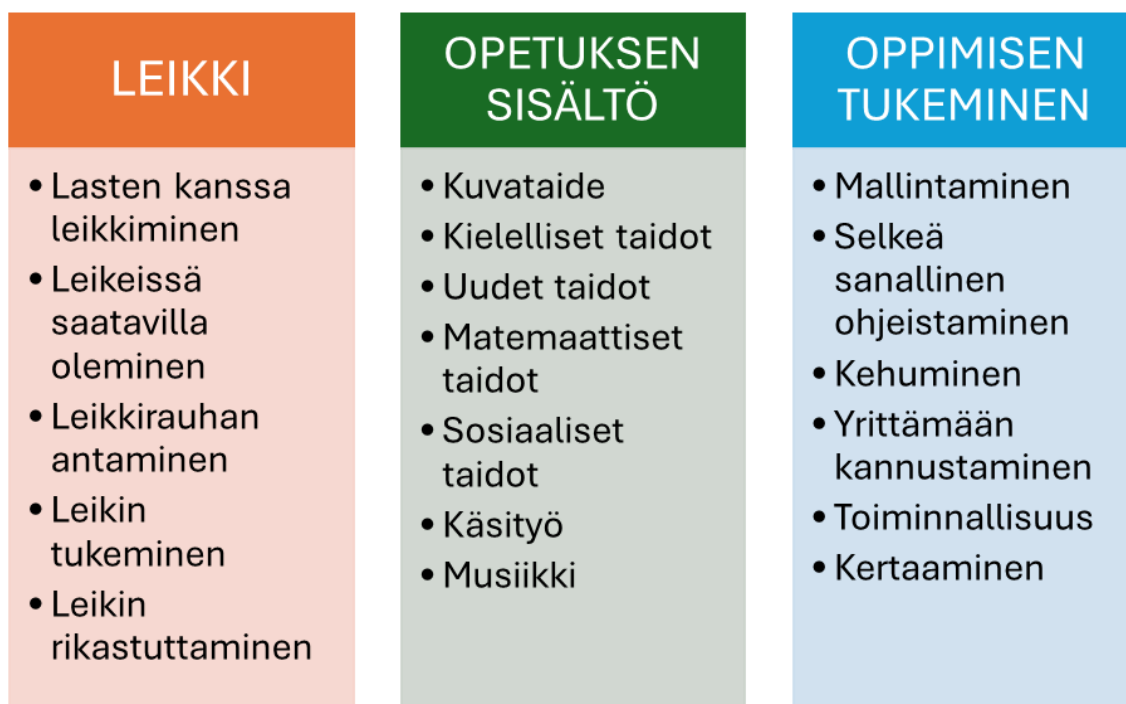 LEIKKI
• Lasten kanssa
leikkiminen
• Leikeissä
saatavilla
oleminen
• Leikkirauhan
antaminen
• Leikin
tukeminen
• Leikin
rikastuttaminen
OPETUKSEN
SISÄLTÖ
• Kuvataide
• Kielelliset taidot
• Uudet taidot
• Matemaattiset
taidot
• Sosiaaliset
taidot
• Käsityö
• Musiikki
OPPIMISEN
TUKEMINEN
• Mallintaminen
• Selkeä
sanallinen
ohjeistaminen
• Kehuminen
• Yrittämään
kannustaminen
• Toiminnallisuus
• Kertaaminen